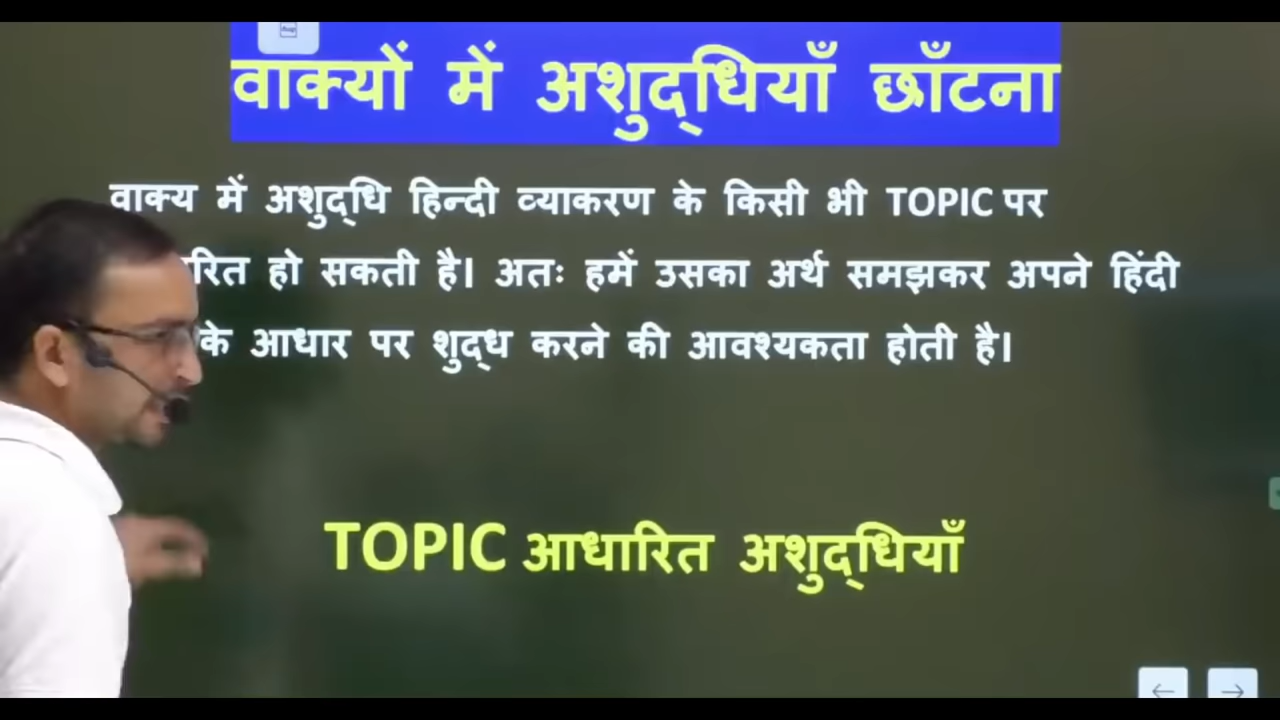 वाक्यों में अशुद्धियाँ छाँटना
वाक्य में अशुद्धि हिन्दी व्याकरण के किसी भी TOPIC पर
रित हो सकती है। अतः हमें उसका अर्थ समझकर अपने हिंदी
के आधार पर शुद्ध करने की आवश्यकता होती है।
TOPIC आधारित अशुद्धियाँ